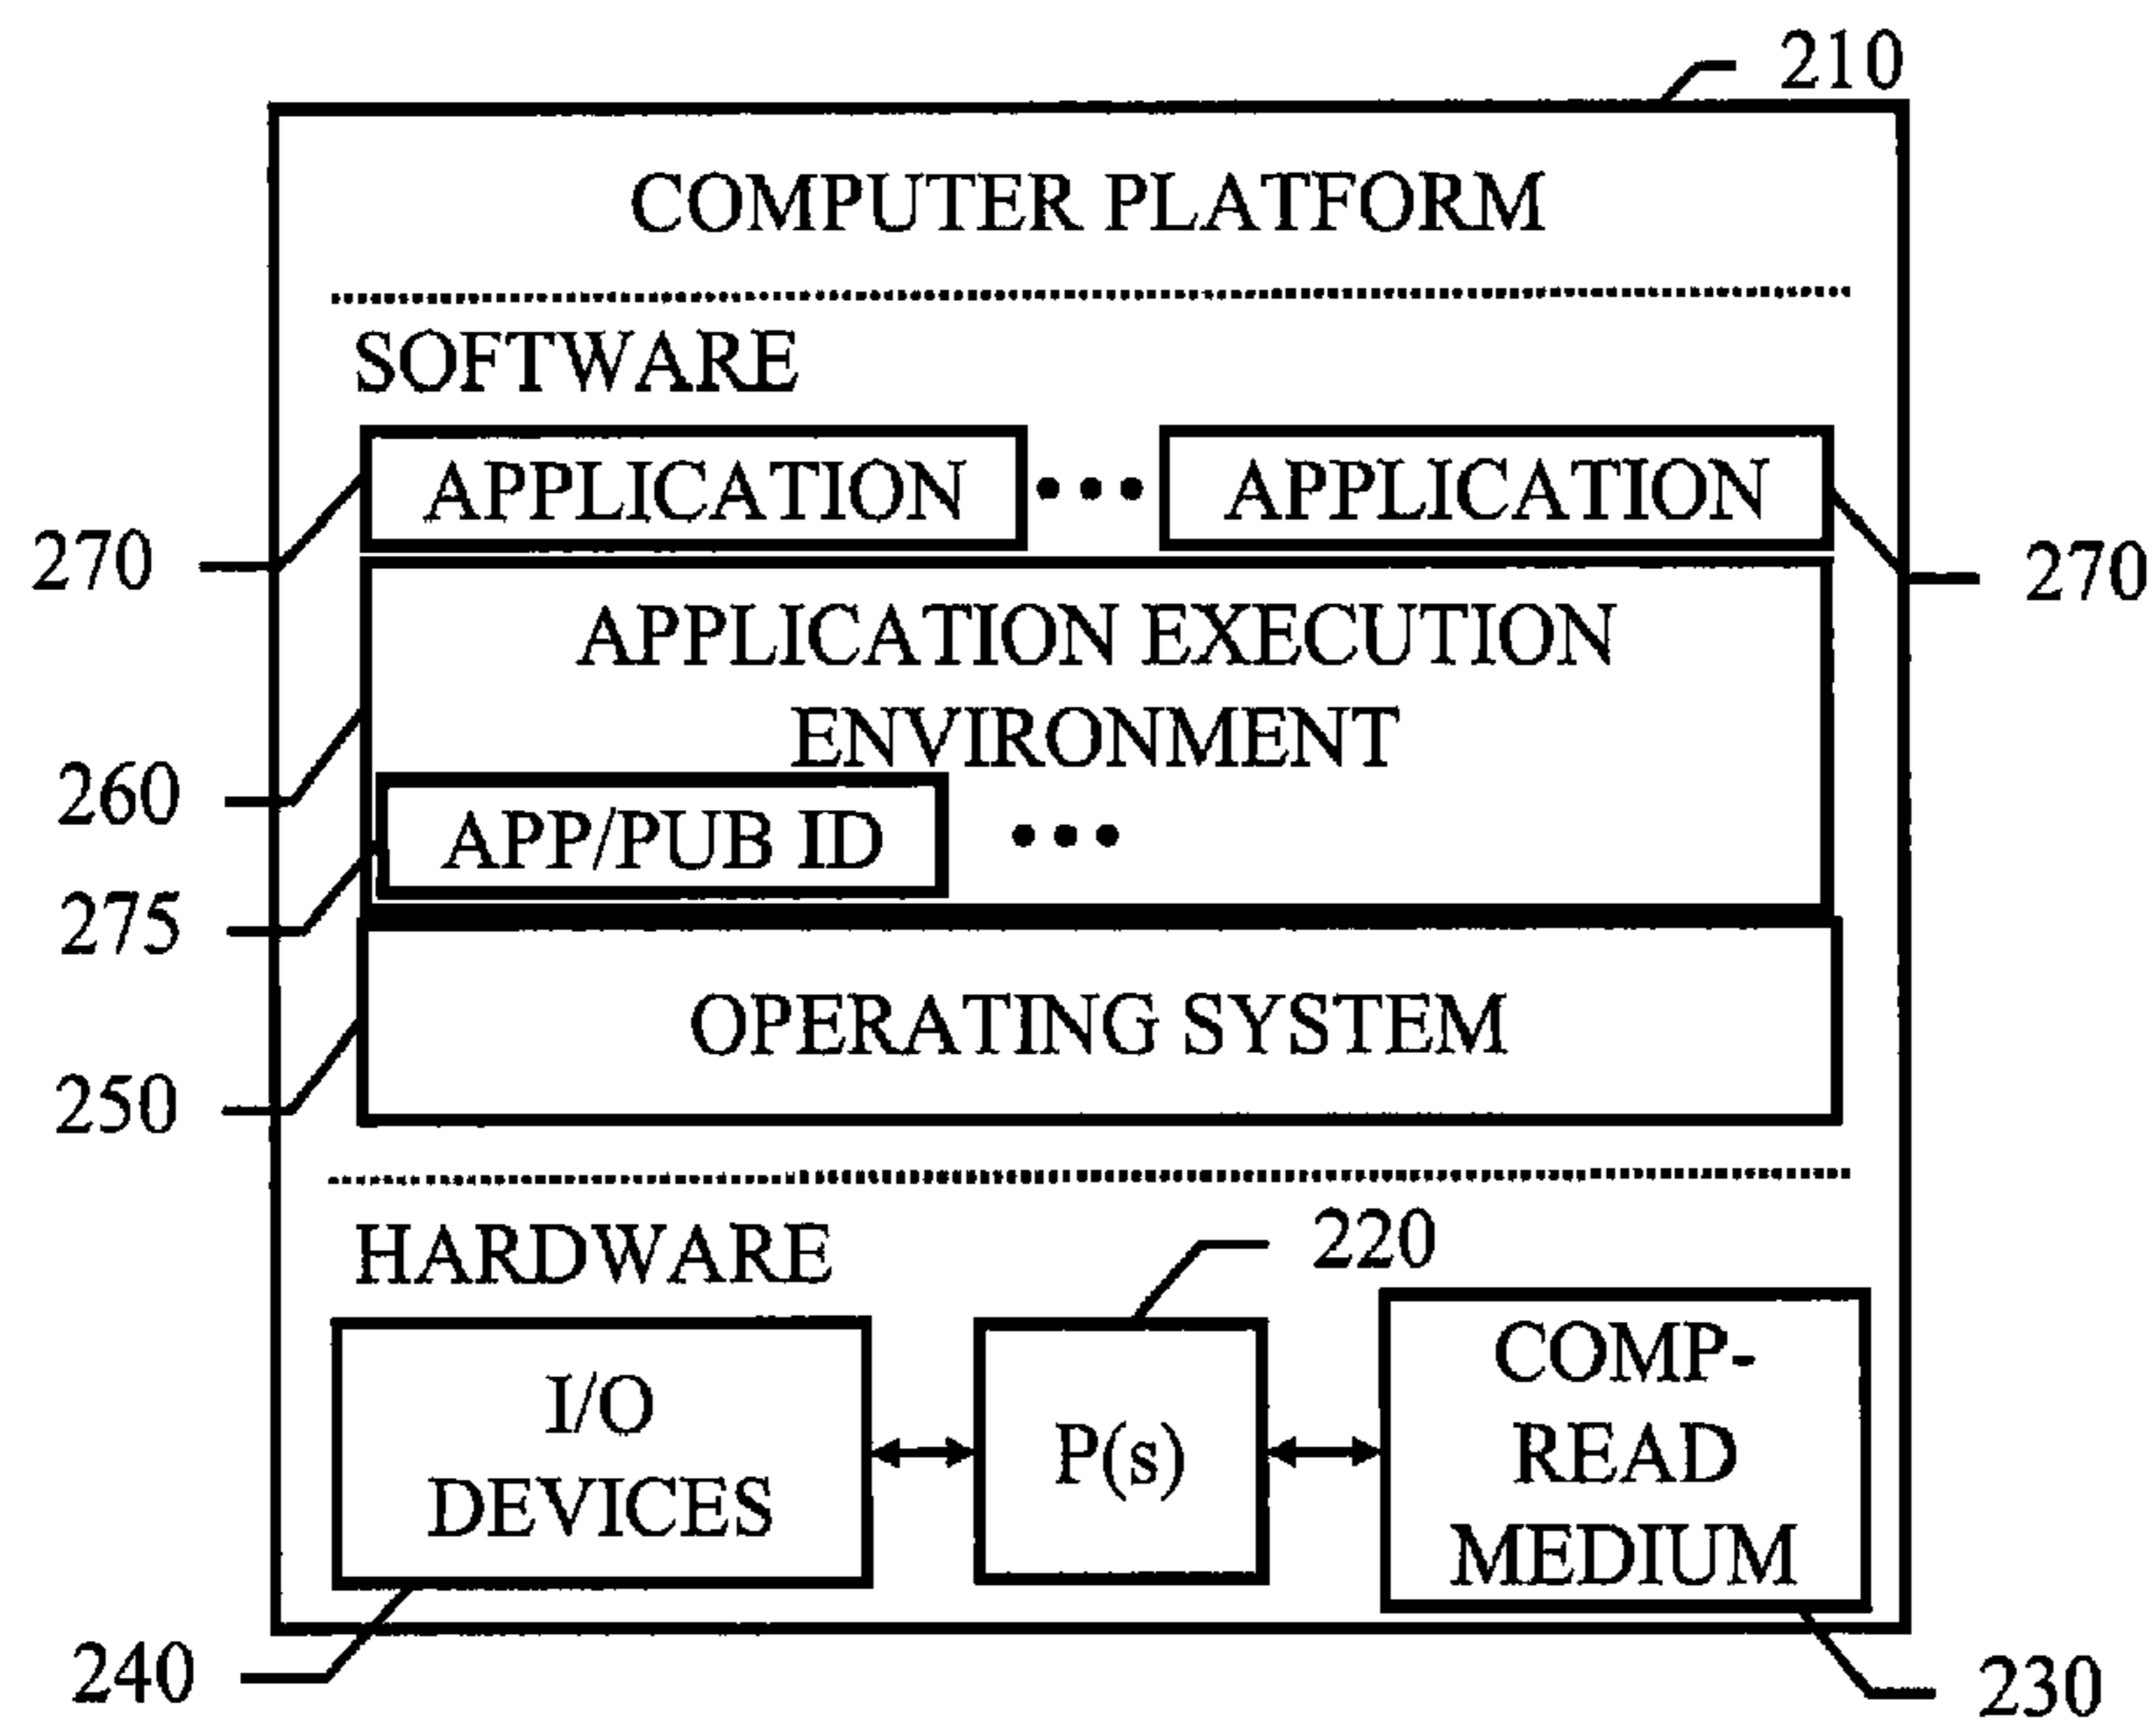 210
COMPUTER PLATFORM
SOFTWARE
APPLICATION ••• APPLICATION
270
270
APPLICATION EXECUTION
ENVIRONMENT
260
APP/PUB ID •••
275
OPERATING SYSTEM
250
HARDWARE
220
I/O
DEVICES
P(s)
COMP-
READ
MEDIUM
240
230